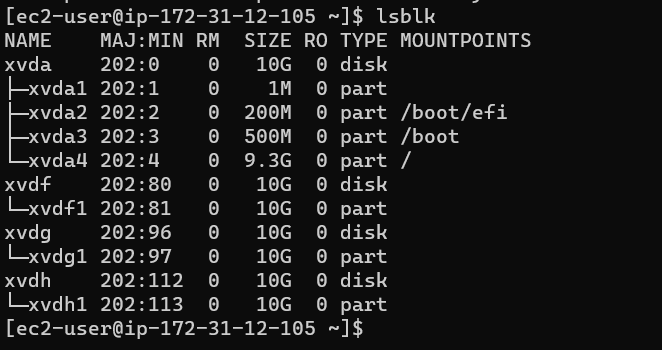 [ec2-user@ip-172-31-12-105 ~]$ lsblk
NAME    MAJ:MIN RM  SIZE RO TYPE MOUNTPOINTS
xvda    202:0    0   10G  0 disk
├─xvda1 202:1    0    1M  0 part
├─xvda2 202:2    0  200M  0 part /boot/efi
├─xvda3 202:3    0  500M  0 part /boot
└─xvda4 202:4    0  9.3G  0 part /
xvdf    202:80   0   10G  0 disk
└─xvdf1 202:81   0   10G  0 part
xvdg    202:96   0   10G  0 disk
└─xvdg1 202:97   0   10G  0 part
xvdh    202:112  0   10G  0 disk
└─xvdh1 202:113  0   10G  0 part
[ec2-user@ip-172-31-12-105 ~]$